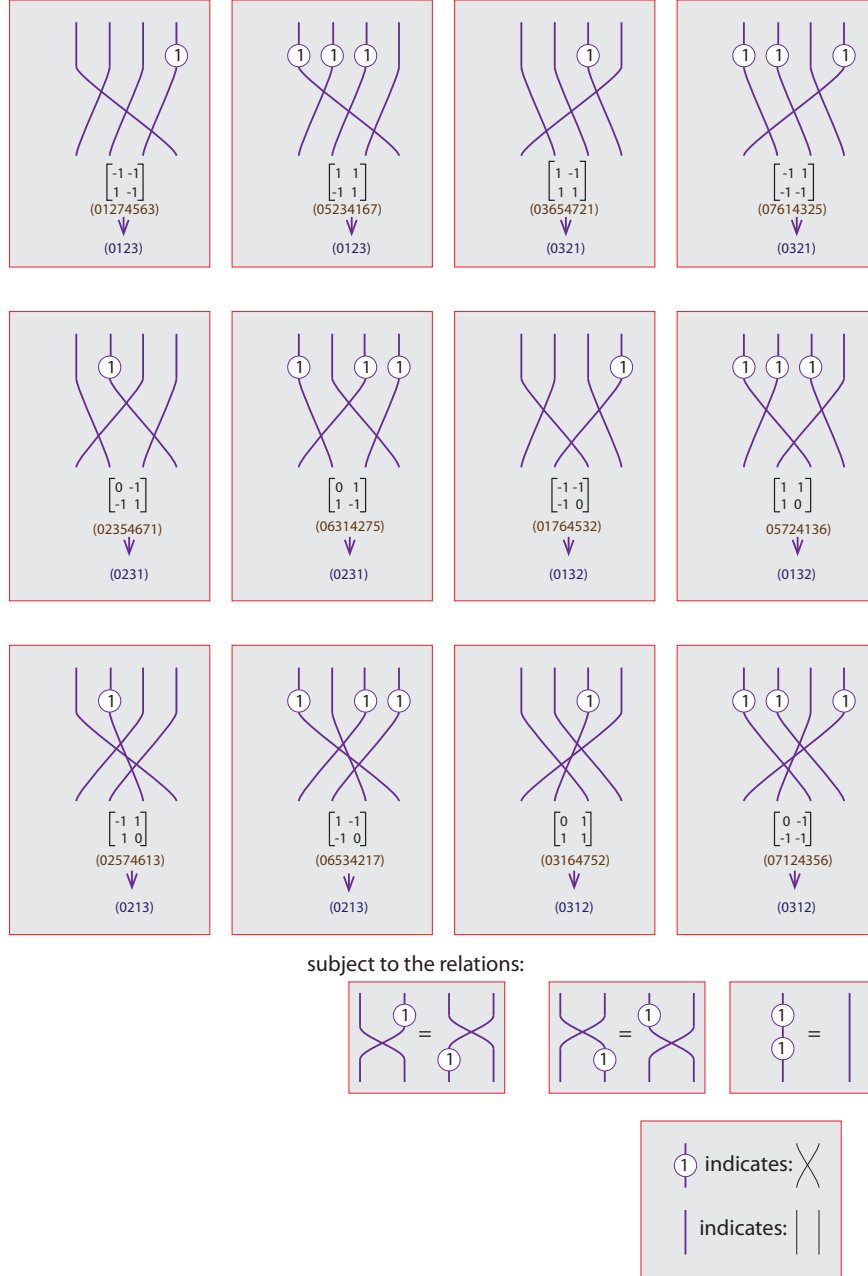 1 1 1 1 1 1 1 1
-1 -1 1 1 1 -1 -1 1
1 -1 -1 1 1 1 -1 -1
(01274563) (05234167) (03654721) (07614325)
(0123) (0123) (0321) (0321)
1 1 1 1 1 1 1 1
0 -1 0 1 -1 -1 1 1
-1 1 1 -1 -1 0 1 0
(02354671) (06314275) (01764532) 05724136)
(0231) (0231) (0132) (0132)
1 1 1 1 1 1 1 1
-1 1 1 -1 0 1 0 -1
1 0 -1 0 1 1 -1 -1
(02574613) (06534217) (03164752) (07124356)
(0213) (0213) (0312) (0312)
subject to the relations:
1 = 1 1 = 1 1 1 =
1 indicates:
indicates: